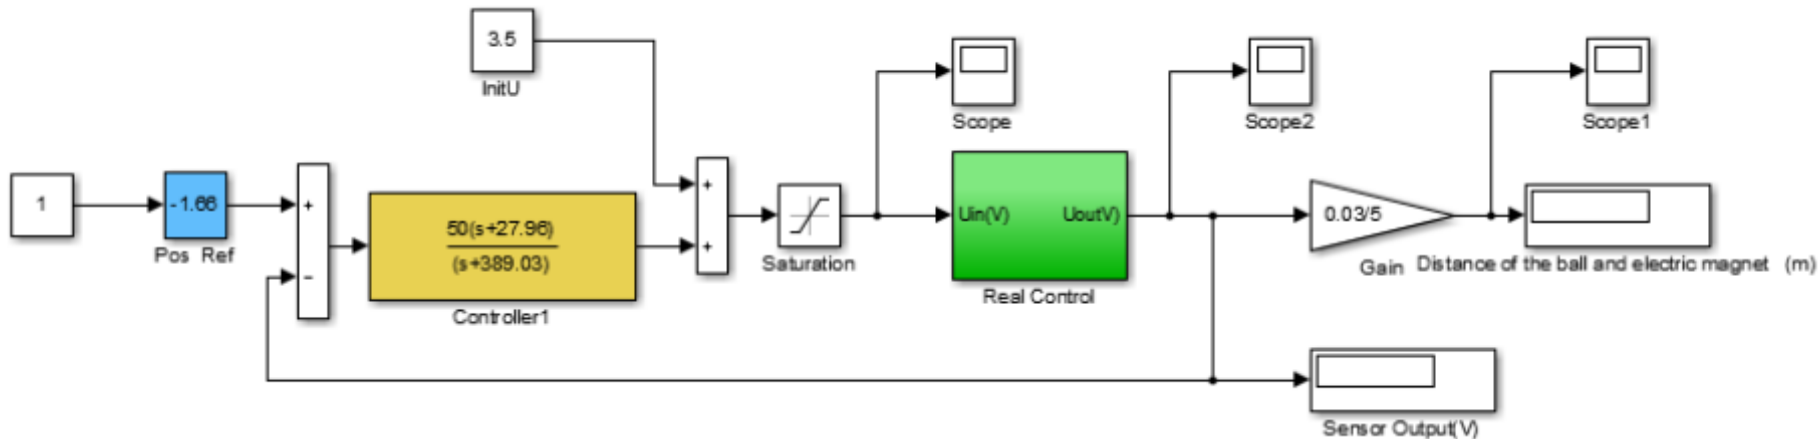 3.5
InitU
Scope
Scope2
Scope1
1
-1.66
Pos Ref
+
−
50(s+27.96)
(s+389.03)
Controller1
+
+
Saturation
Uin(V)
UoutV)
Real Control
0.03/5
Gain
Distance of the ball and electric magnet (m)
Sensor Output(V)